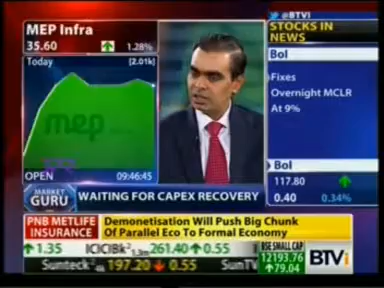 @BTVI
MEP Infra
35.60 1.28%
Today [2.01k]
mep
OPEN 09:46:45
STOCKS IN
NEWS
BoI
Fixes
Overnight MCLR
At 9%
BoI
117.80
0.40 0.34%
MARKET
GURU
WAITING FOR CAPEX RECOVERY
PNB METLIFE
INSURANCE
Demonetisation Will Push Big Chunk
Of Parallel Eco To Formal Economy
1.35 ICICIBk 1.3m 261.40 0.55
Sunteck 197.20 0.55 SunTV
BSE SMALL CAP
12193.76
79.04
BTVi